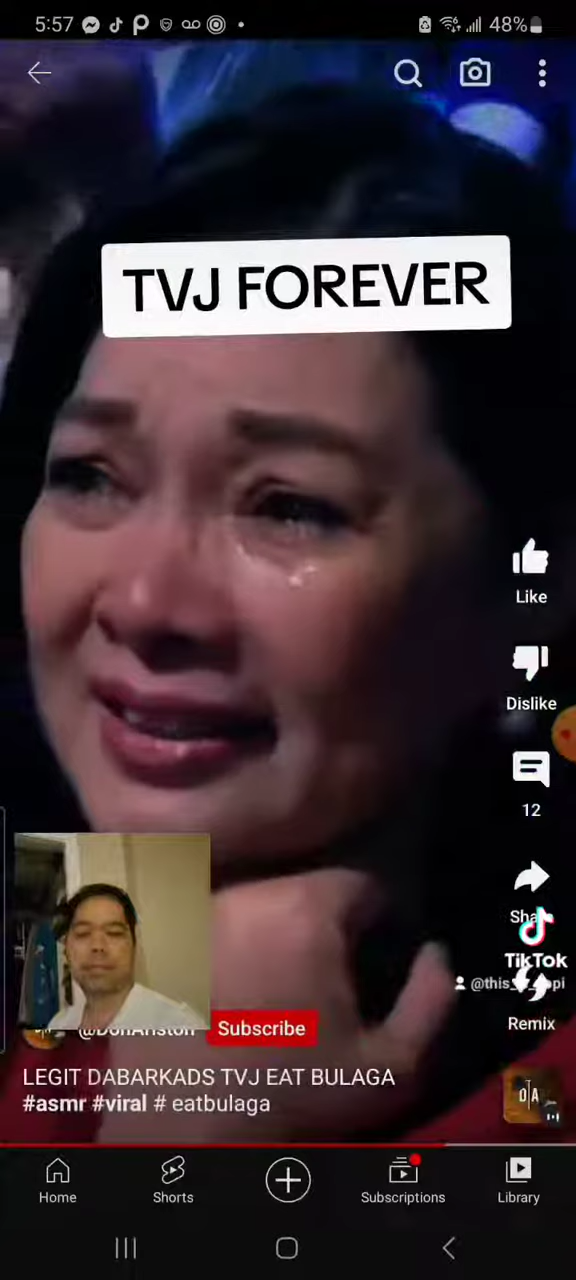 5:57
48%
TVJ FOREVER
Like
Dislike
12
TikTok
Subscribe
Remix
LEGIT DABARKADS TVJ EAT BULAGA
#asmr #viral # eatbulaga
Home
Shorts
Subscriptions
Library